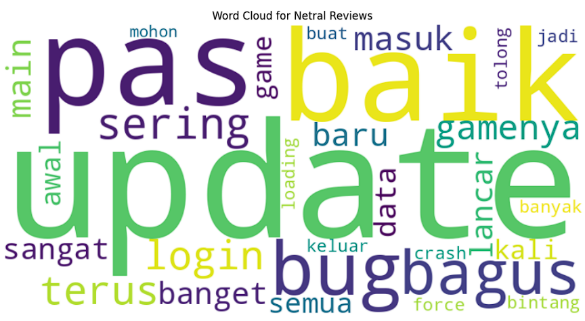 Word Cloud for Netral Reviews
mohon
buat
masuk
tolong
jadi
main
pas
game
baik
sering
baru
gamenya
awal
update
loading
data
lancar
banyak
sangat
login
bug
keluar
crash
bagus
kali
terus
banget
semua
force
bintang